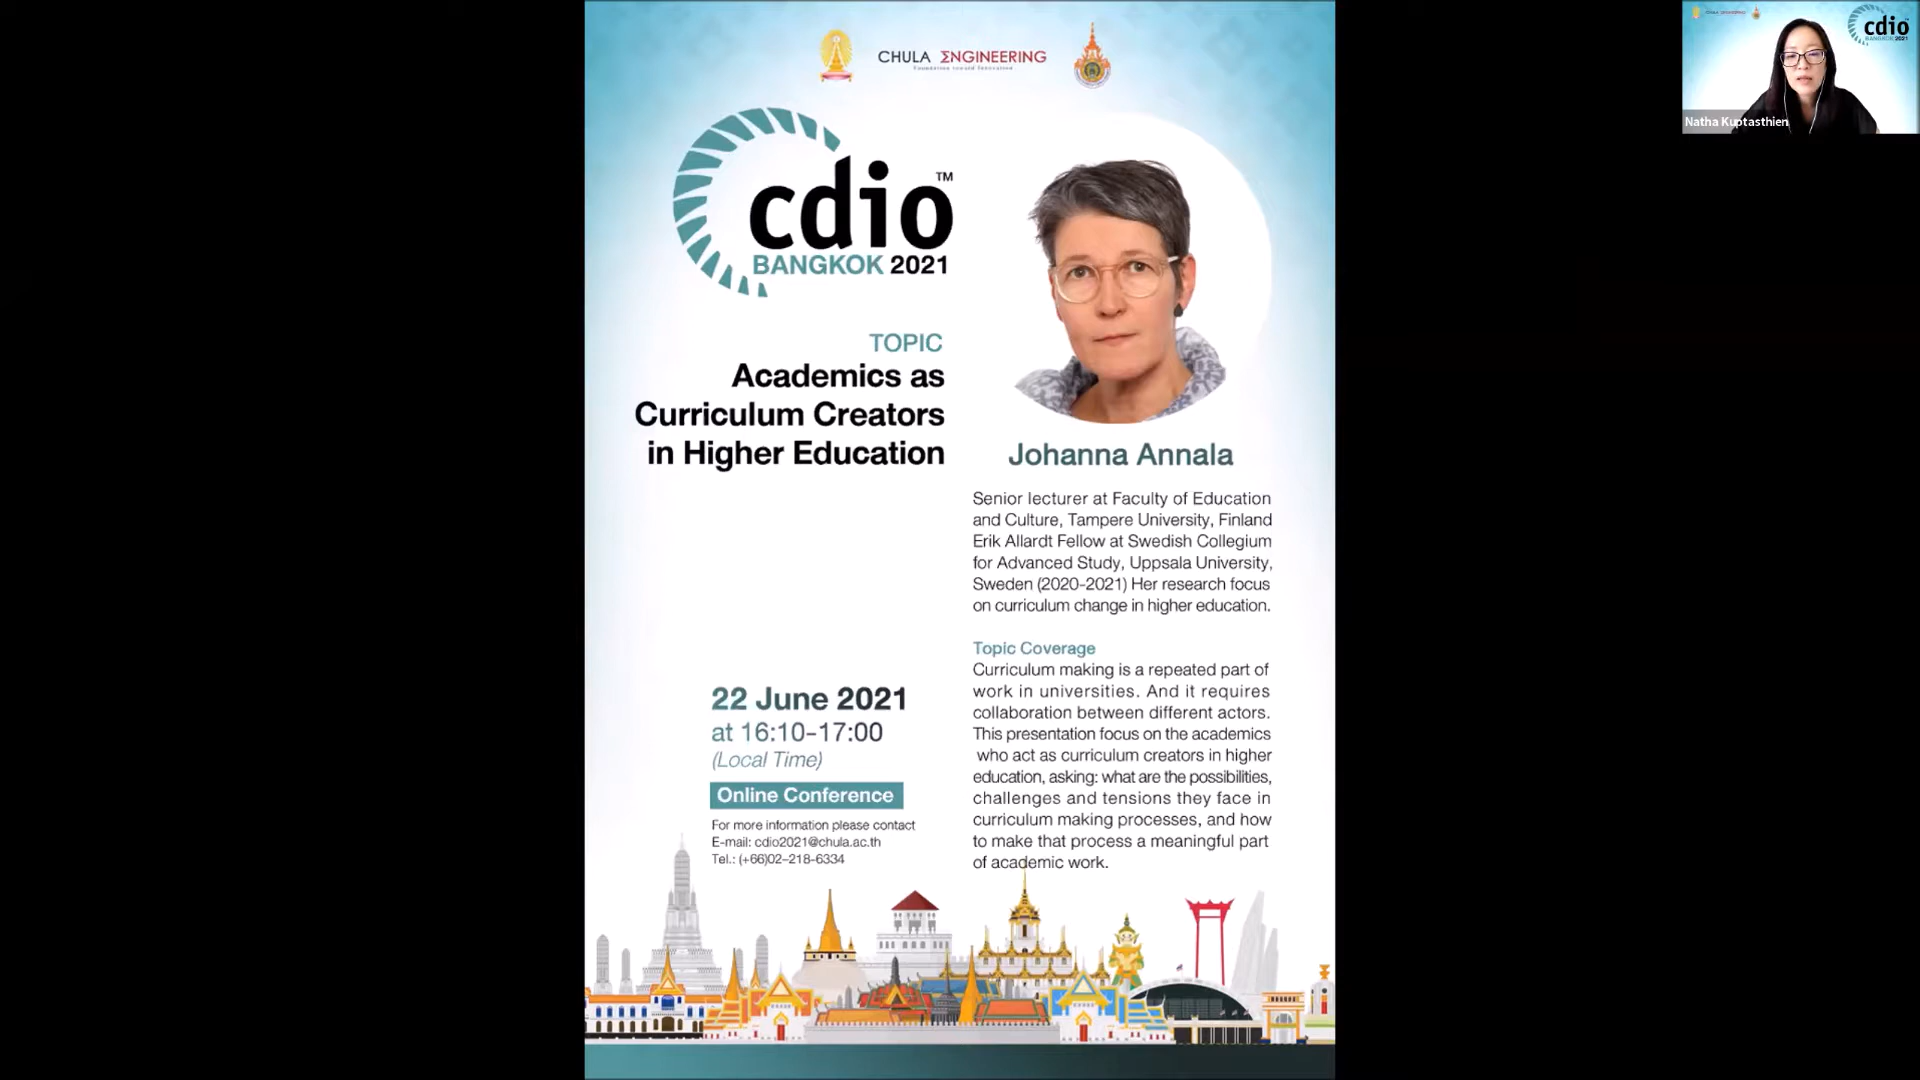 CHULA ΣNGINEERING
Foundation toward Innovation
cdio™
BANGKOK 2021
TOPIC
Academics as
Curriculum Creators
in Higher Education
22 June 2021
at 16:10-17:00
(Local Time)
Online Conference
For more information please contact
E-mail: cdio2021@chula.ac.th
Tel.: (+66)02-218-6334
Johanna Annala
Senior lecturer at Faculty of Education
and Culture, Tampere University, Finland
Erik Allardt Fellow at Swedish Collegium
for Advanced Study, Uppsala University,
Sweden (2020-2021) Her research focus
on curriculum change in higher education.
Topic Coverage
Curriculum making is a repeated part of
work in universities. And it requires
collaboration between different actors.
This presentation focus on the academics
who act as curriculum creators in higher
education, asking: what are the possibilities,
challenges and tensions they face in
curriculum making processes, and how
to make that process a meaningful part
of academic work.
cdio
BANGKOK 2021
Natha Kuptasthien